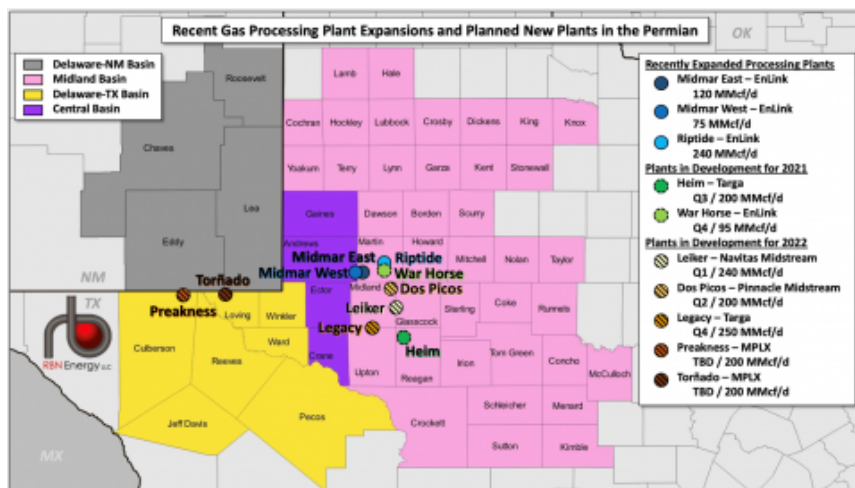 Recent Gas Processing Plant Expansions and Planned New Plants in the Permian
OK
Delaware-NM Basin
Midland Basin
Delaware-TX Basin
Central Basin
Recently Expanded Processing Plants
Midmar East – EnLink
120 MMcf/d
Midmar West – EnLink
75 MMcf/d
Riptide – EnLink
240 MMcf/d
Plants in Development for 2021
Heim – Targa
Q3 / 200 MMcf/d
War Horse – EnLink
Q4 / 95 MMcf/d
Plants in Development for 2022
Leiker – Navitas Midstream
Q1 / 240 MMcf/d
Dos Picos – Pinnacle Midstream
Q2 / 200 MMcf/d
Legacy – Targa
Q4 / 250 MMcf/d
Preakness – MPLX
TBD / 200 MMcf/d
Torñado – MPLX
TBD / 200 MMcf/d
Roosevelt
Lamb Hale
Chaves
Cochran Hockley Lubbock Crosby Dickens King Knox
Yoakum Terry Lynn Garza Kent Stonewall
Lea
Eddy
Gaines Dawson Borden Scurry
Andrews Martin Howard Mitchell Nolan Taylor
Midmar East Riptide
Midmar West War Horse
NM
TX
Torñado
Preakness
Ector Midland Dos Picos
Leiker
Glasscock Sterling Coke Runnels
Legacy
Heim
Loving Winkler
Ward
Culberson Reeves
Crane Upton Reagan Irion Tom Green Concho McCulloch
RBN Energy LLC
Jeff Davis Pecos
Crockett Schleicher Menard
Sutton Kimble
MX